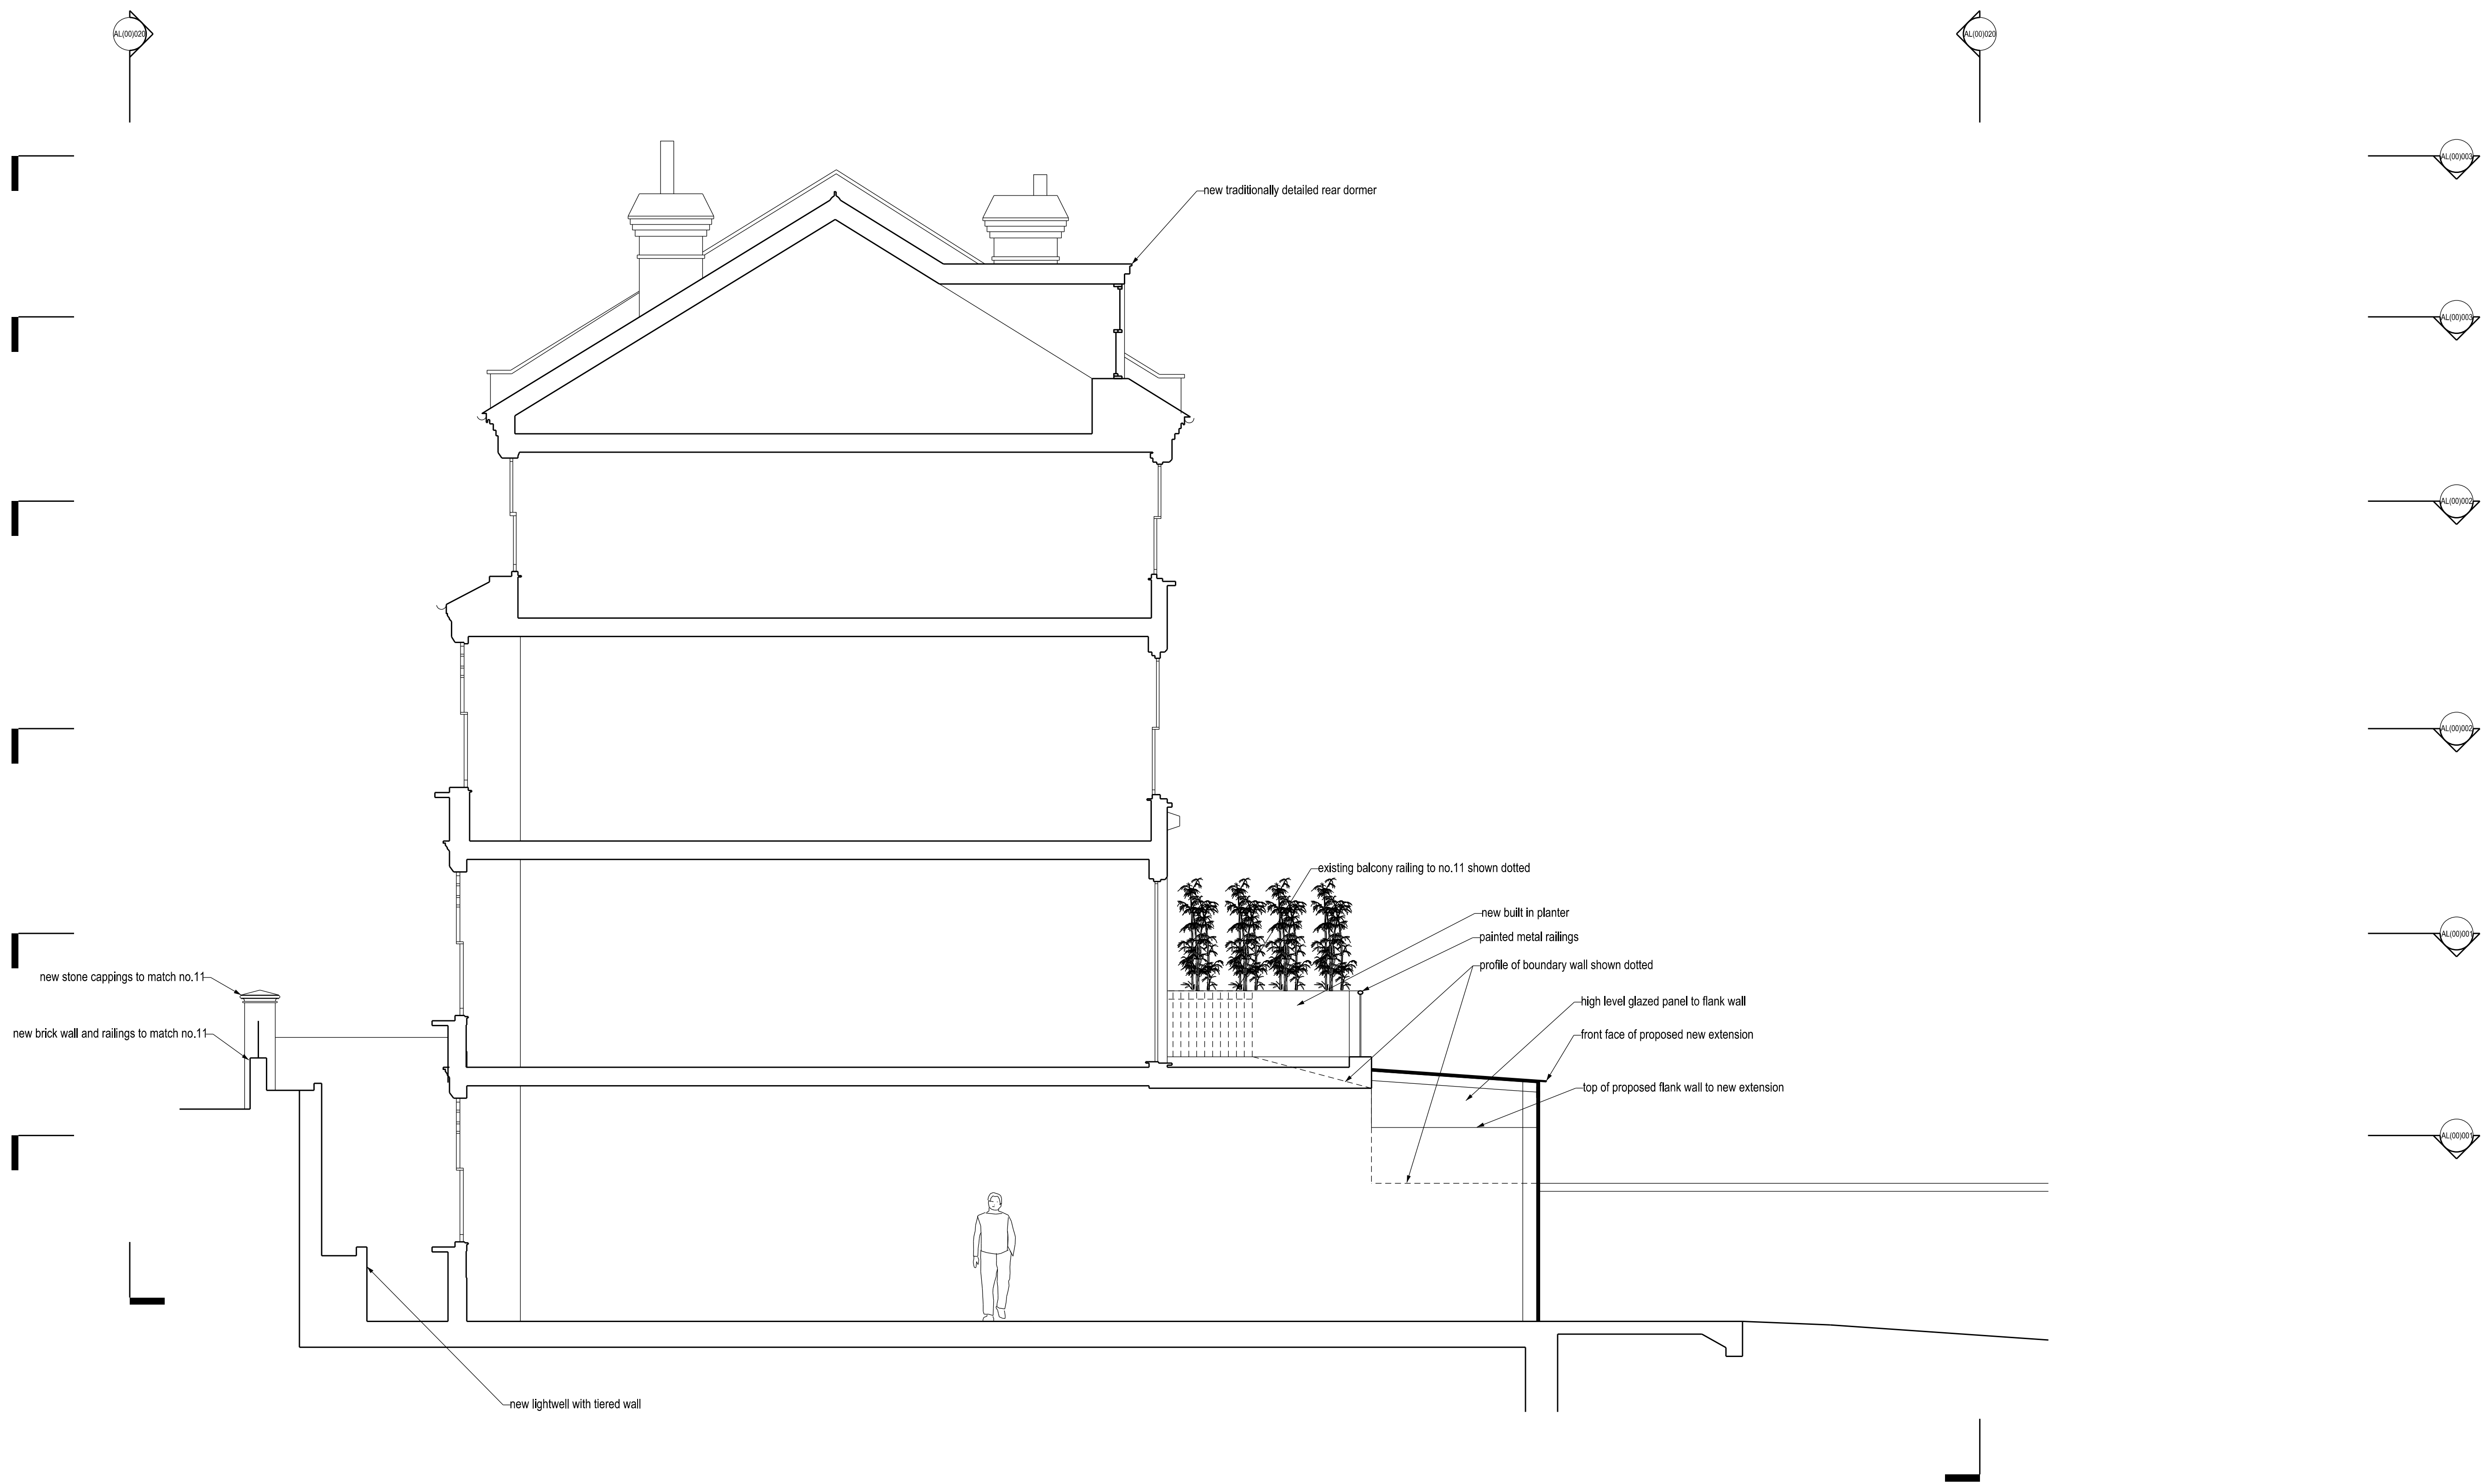 AL(00)020
AL(00)020
AL(00)003
new traditionally detailed rear dormer
AL(00)003
AL(00)002
AL(00)002
existing balcony railing to no.11 shown dotted
new built in planter
AL(00)001
painted metal railings
profile of boundary wall shown dotted
new stone cappings to match no.11
high level glazed panel to flank wall
new brick wall and railings to match no.11
front face of proposed new extension
top of proposed flank wall to new extension
AL(00)001
new lightwell with tiered wall